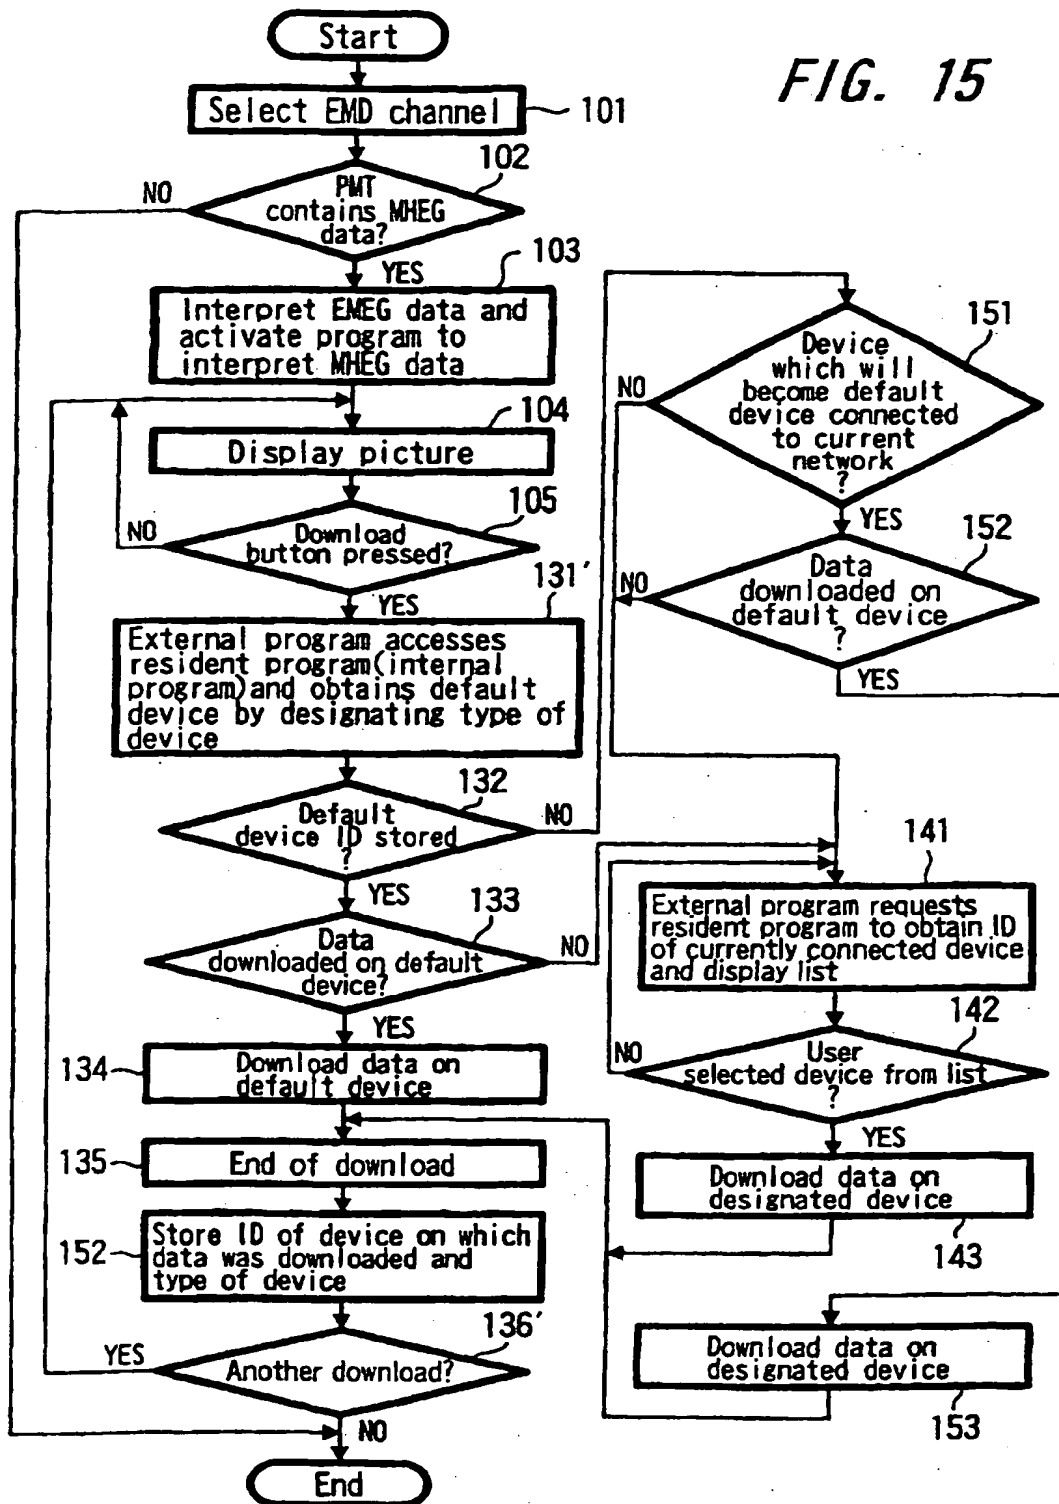 Start
FIG. 15
Select EMD channel
101
102
PMT
contains MHEG
data?
NO
YES
103
Interpret EMEG data and
activate program to
interpret MHEG data
104
Display picture
105
Download
button pressed?
NO
YES
131'
External program accesses
resident program(internal
program)and obtains default
device by designating type of
device
132
Default
device ID stored
?
NO
YES
133
Data
downloaded on default
device?
NO
YES
134
Download data on
default device
135
End of download
152
Store ID of device on which
data was downloaded and
type of device
136'
Another download?
YES
NO
End
151
Device
which will
become default
device connected
to current
network
?
NO
YES
152
Data
downloaded on
default device
?
NO
YES
141
External program requests
resident program to obtain ID
of currently connected device
and display list
142
User
selected device from list
?
NO
YES
Download data on
designated device
143
Download data on
designated device
153